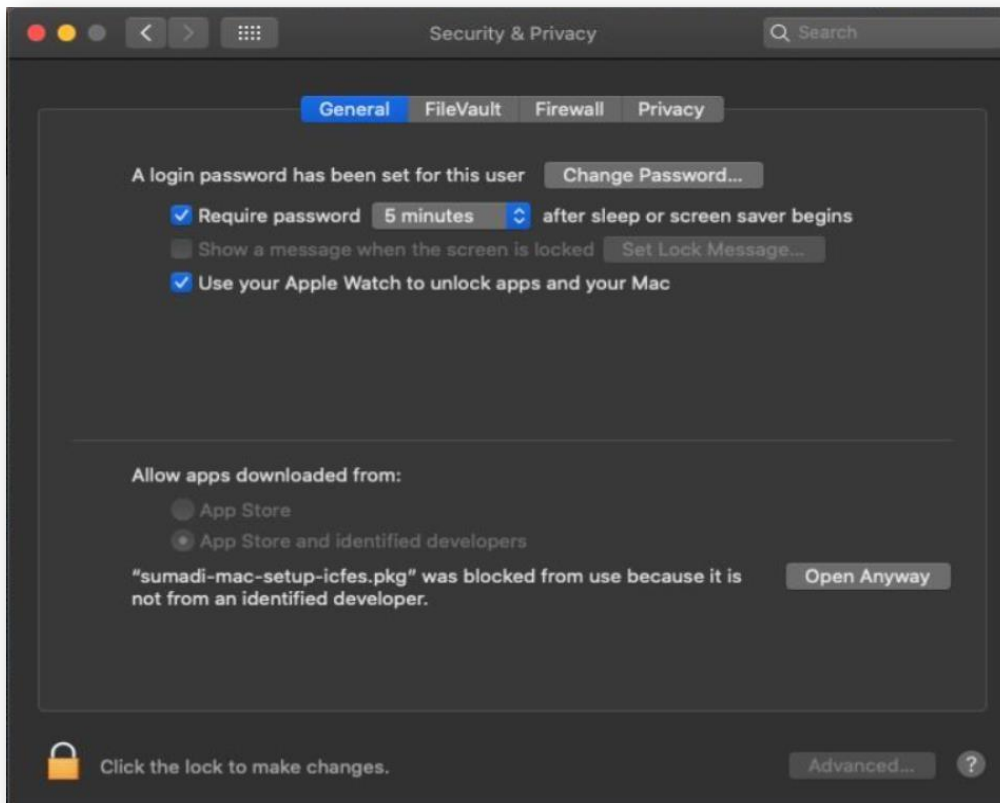 Security & Privacy
Search
General FileVault Firewall Privacy
A login password has been set for this user Change Password...
Require password 5 minutes after sleep or screen saver begins
Show a message when the screen is locked Set Lock Message...
Use your Apple Watch to unlock apps and your Mac
Allow apps downloaded from:
App Store
App Store and identified developers
“sumadi-mac-setup-icfes.pkg” was blocked from use because it is Open Anyway
not from an identified developer.
Click the lock to make changes. Advanced... ?